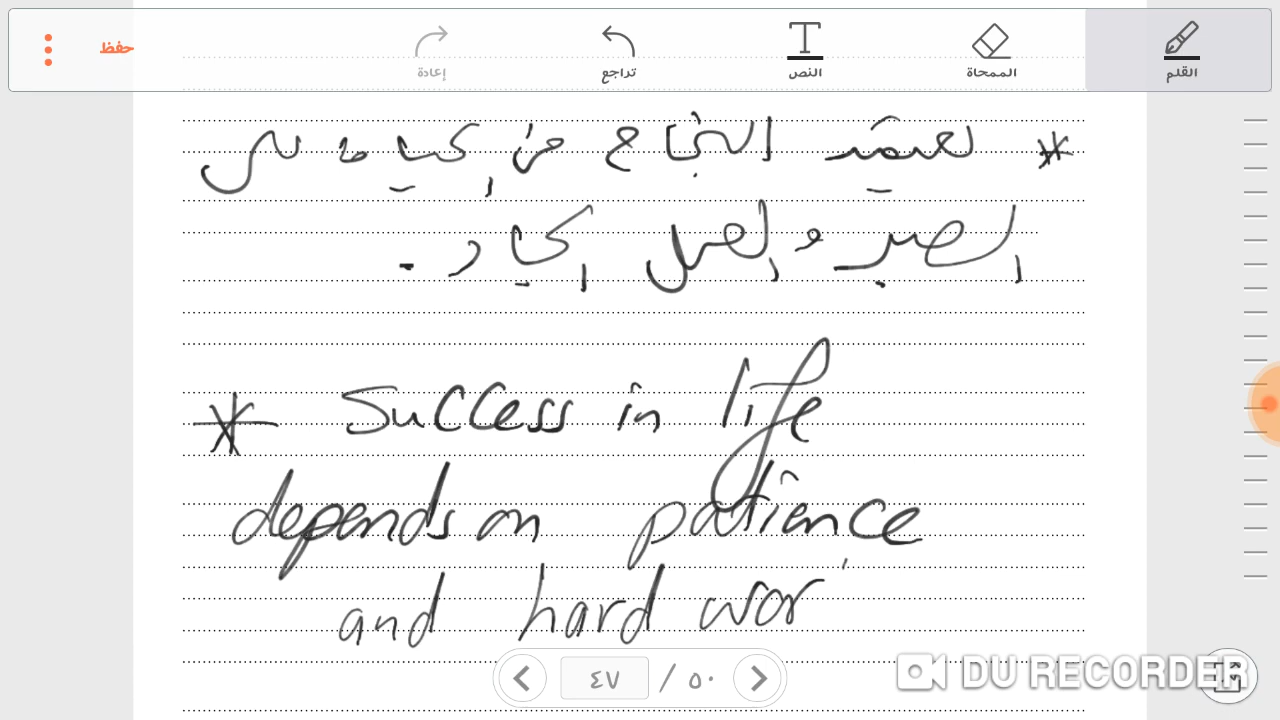 حفظ
إعادة
تراجع
النص
الممحاة
القلم
* يعتمد النجاح في الحياة على
الصبر والعمل الجاد .
* Success in life
depends on patience
and hard wor
٤٧ / ٥٠
DU RECORDER